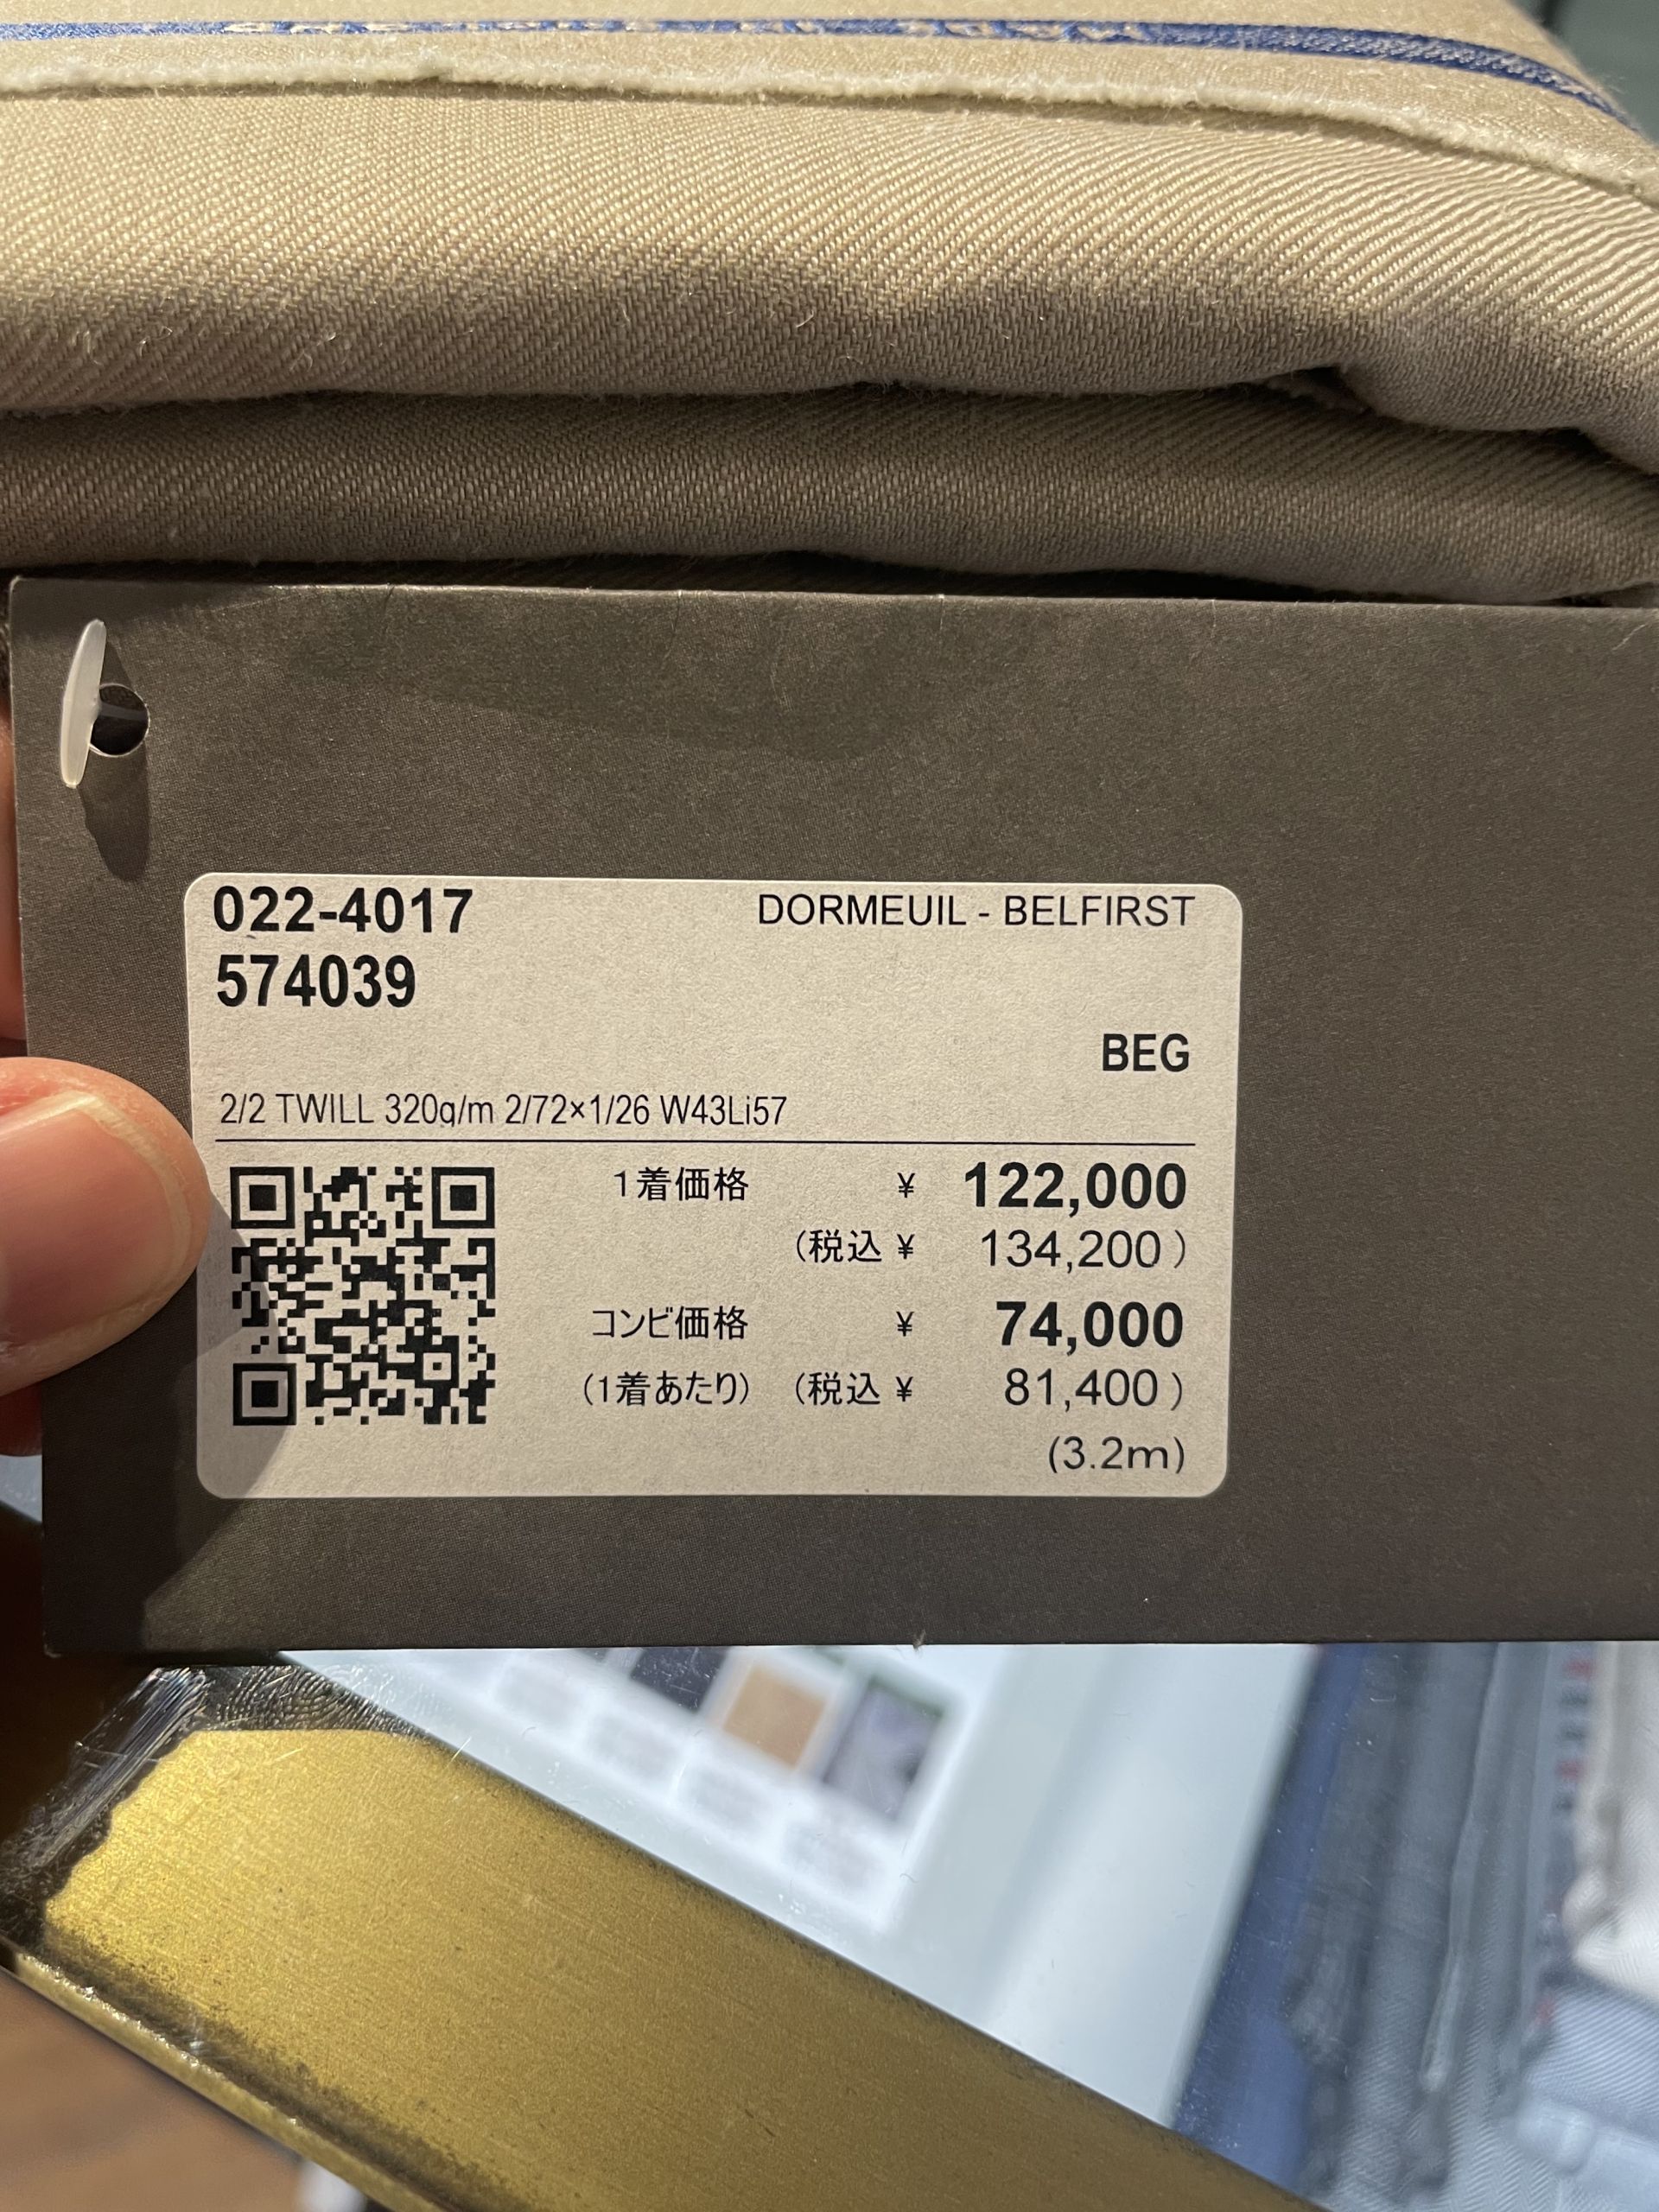 022-4017 DORMEUIL - BELFIRST
574039
BEG
2/2 TWILL 320g/m 2/72×1/26 W43Li57
1着価格 ¥ 122,000
(税込 ¥ 134,200)
コンビ価格 ¥ 74,000
(1着あたり) (税込 ¥ 81,400)
(3.2m)